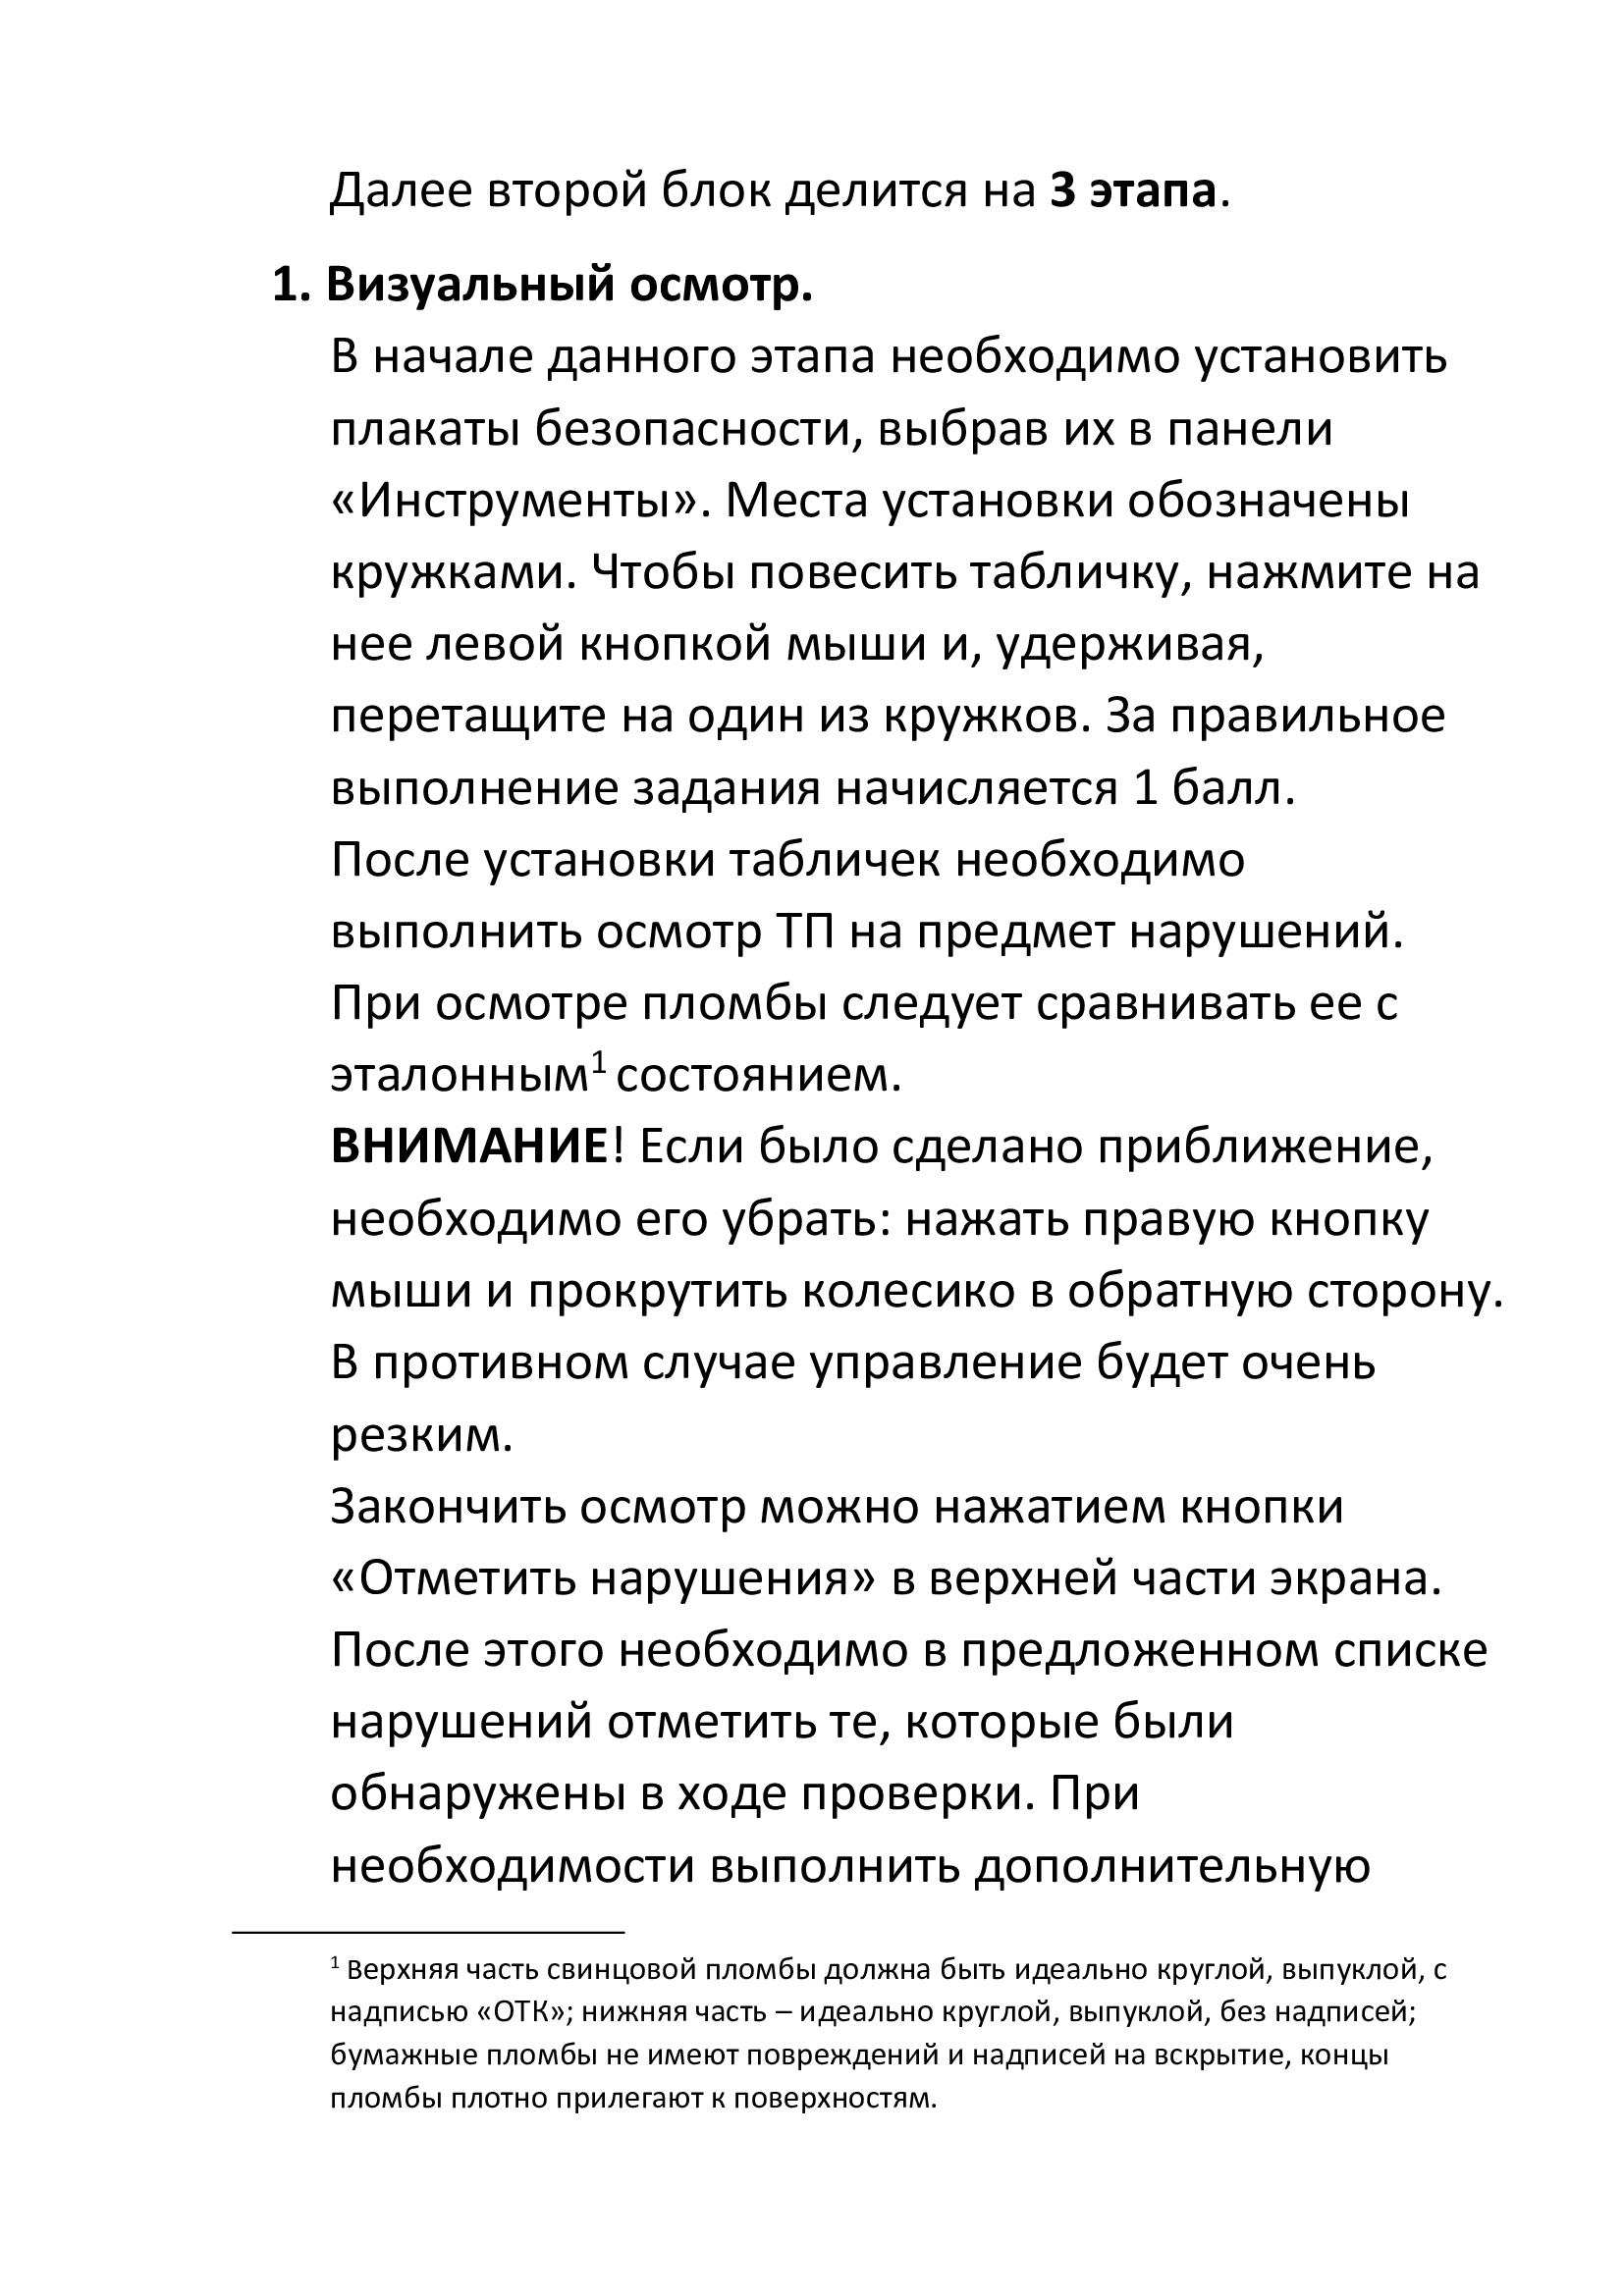 Далее второй блок делится на 3 этапа.
1. Визуальный осмотр.
В начале данного этапа необходимо установить
плакаты безопасности, выбрав их в панели
«Инструменты». Места установки обозначены
кружками. Чтобы повесить табличку, нажмите на
нее левой кнопкой мыши и, удерживая,
перетащите на один из кружков. За правильное
выполнение задания начисляется 1 балл.
После установки табличек необходимо
выполнить осмотр ТП на предмет нарушений.
При осмотре пломбы следует сравнивать ее с
эталонным¹ состоянием.
ВНИМАНИЕ! Если было сделано приближение,
необходимо его убрать: нажать правую кнопку
мыши и прокрутить колесико в обратную сторону.
В противном случае управление будет очень
резким.
Закончить осмотр можно нажатием кнопки
«Отметить нарушения» в верхней части экрана.
После этого необходимо в предложенном списке
нарушений отметить те, которые были
обнаружены в ходе проверки. При
необходимости выполнить дополнительную
¹ Верхняя часть свинцовой пломбы должна быть идеально круглой, выпуклой, с
надписью «ОТК»; нижняя часть – идеально круглой, выпуклой, без надписей;
бумажные пломбы не имеют повреждений и надписей на вскрытие, концы
пломбы плотно прилегают к поверхностям.